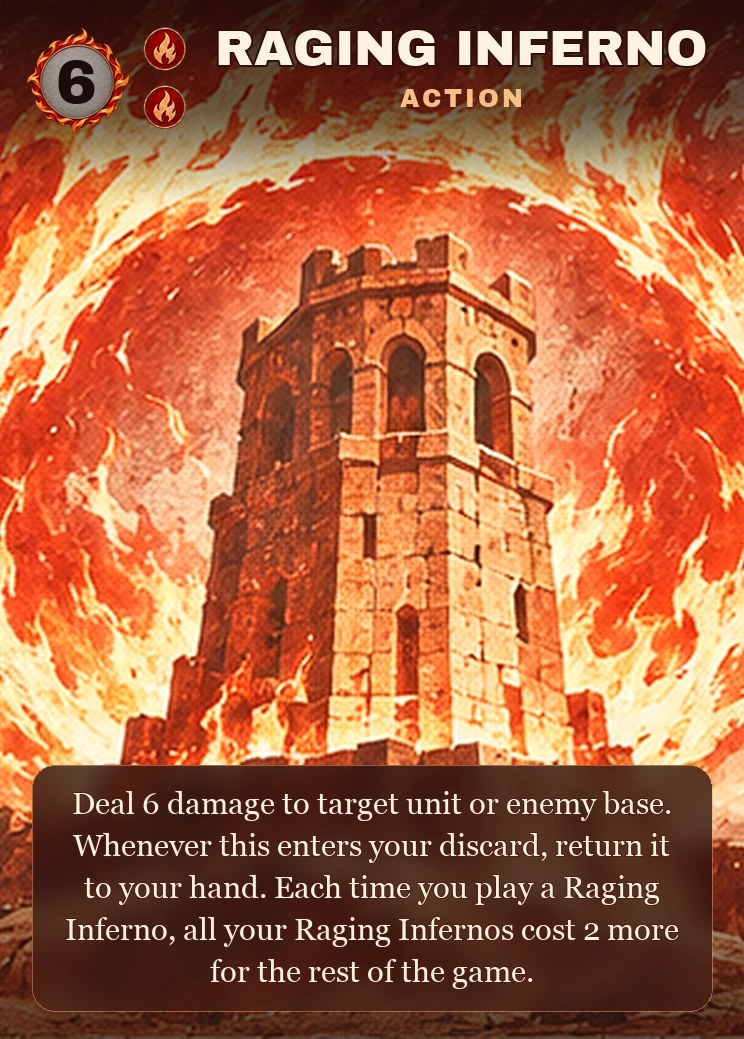 6
RAGING INFERNO
ACTION
Deal 6 damage to target unit or enemy base.
Whenever this enters your discard, return it
to your hand. Each time you play a Raging
Inferno, all your Raging Infernos cost 2 more
for the rest of the game.